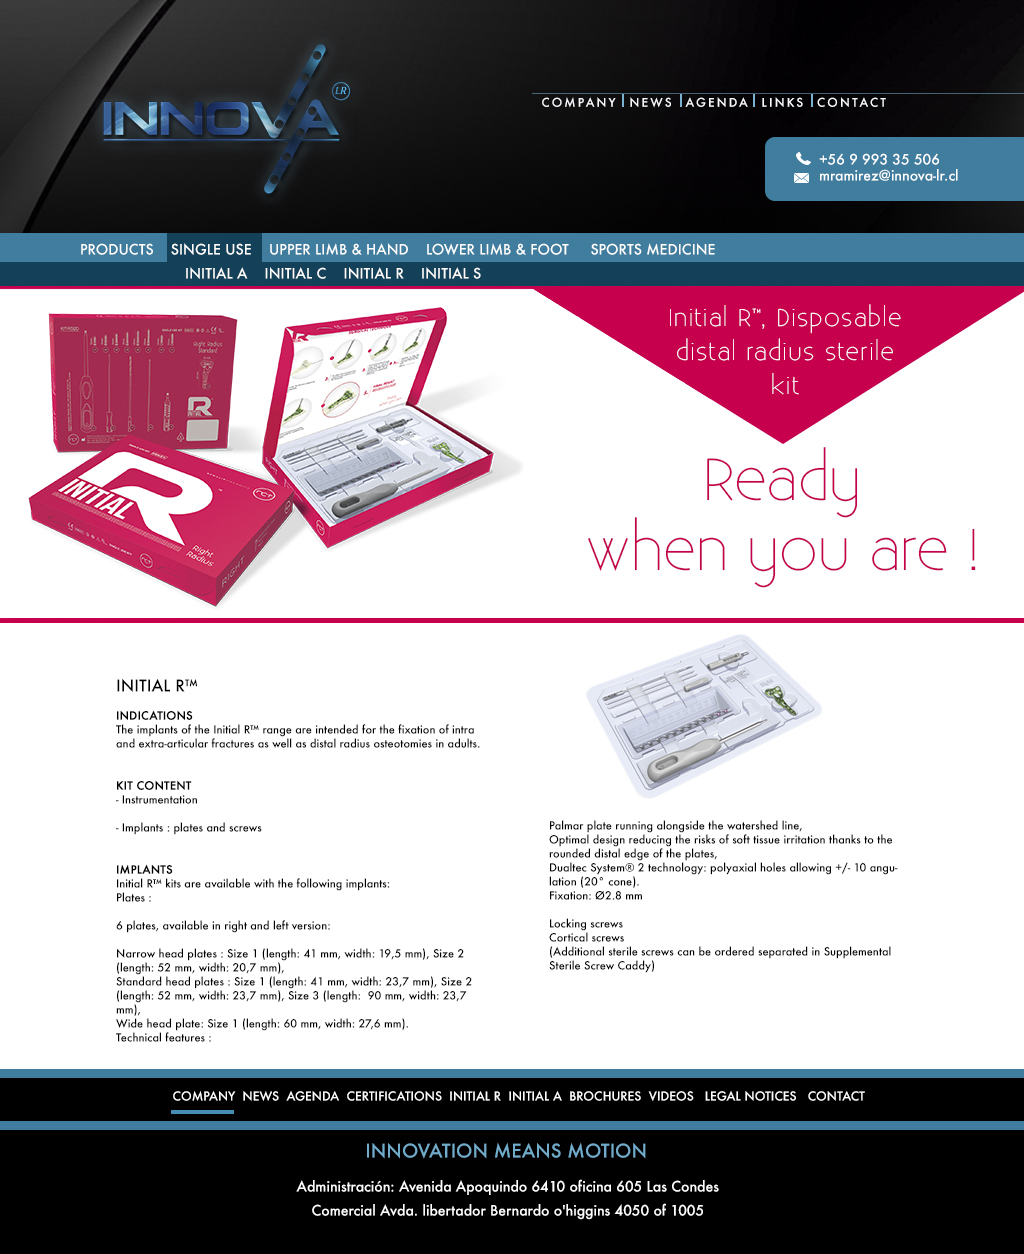 INNOVA
LR
COMPANY NEWS AGENDA LINKS CONTACT
+56 9 993 35 506
mramirez@innova-lr.cl
PRODUCTS SINGLE USE UPPER LIMB & HAND LOWER LIMB & FOOT SPORTS MEDICINE
INITIAL A INITIAL C INITIAL R INITIAL S
Initial R™, Disposable
distal radius sterile
kit
Right Radius
Standard
R
INITIAL
R
INITIAL
Right
Radius
RIGHT
Ready
when you are !
INITIAL R™
INDICATIONS
The implants of the Initial R™ range are intended for the fixation of intra
and extra-articular fractures as well as distal radius osteotomies in adults.
KIT CONTENT
- Instrumentation
- Implants : plates and screws
IMPLANTS
Initial R™ kits are available with the following implants:
Plates :
6 plates, available in right and left version:
Narrow head plates : Size 1 (length: 41 mm, width: 19,5 mm), Size 2
(length: 52 mm, width: 20,7 mm),
Standard head plates : Size 1 (length: 41 mm, width: 23,7 mm), Size 2
(length: 52 mm, width: 23,7 mm), Size 3 (length: 90 mm, width: 23,7
mm),
Wide head plate: Size 1 (length: 60 mm, width: 27,6 mm).
Technical features :
Palmar plate running alongside the watershed line,
Optimal design reducing the risks of soft tissue irritation thanks to the
rounded distal edge of the plates,
Dualtec System® 2 technology: polyaxial holes allowing +/- 10 angu-
lation (20° cone).
Fixation: Ø2.8 mm
Locking screws
Cortical screws
(Additional sterile screws can be ordered separated in Supplemental
Sterile Screw Caddy)
COMPANY NEWS AGENDA CERTIFICATIONS INITIAL R INITIAL A BROCHURES VIDEOS LEGAL NOTICES CONTACT
INNOVATION MEANS MOTION
Administración: Avenida Apoquindo 6410 oficina 605 Las Condes
Comercial Avda. libertador Bernardo o'higgins 4050 of 1005